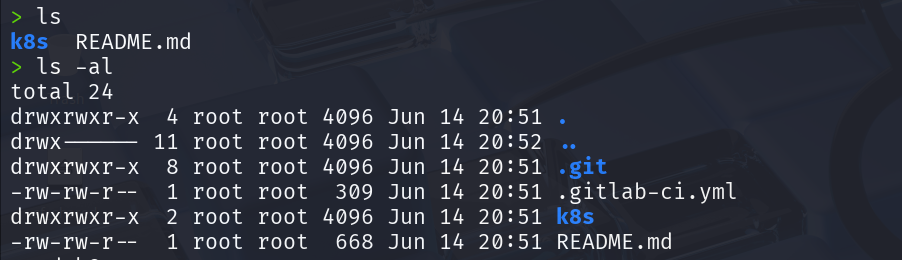 > ls
k8s  README.md
> ls -al
total 24
drwxrwxr-x  4 root root 4096 Jun 14 20:51 .
drwx------ 11 root root 4096 Jun 14 20:52 ..
drwxrwxr-x  8 root root 4096 Jun 14 20:51 .git
-rw-rw-r--  1 root root  309 Jun 14 20:51 .gitlab-ci.yml
drwxrwxr-x  2 root root 4096 Jun 14 20:51 k8s
-rw-rw-r--  1 root root  668 Jun 14 20:51 README.md